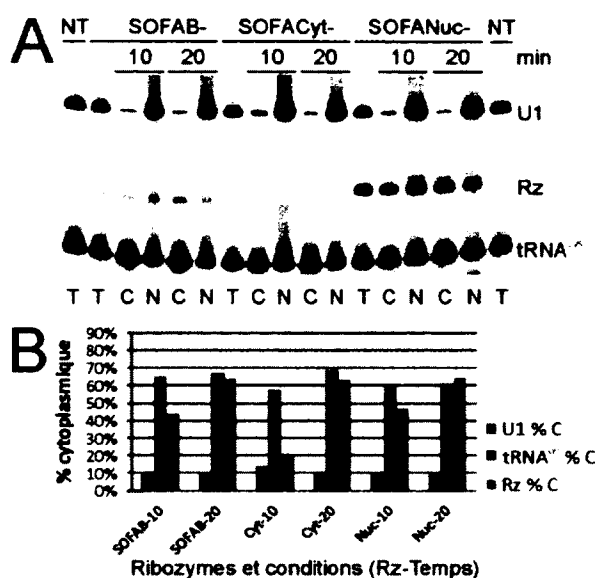 A
NT SOFAB- SOFACyt- SOFANuc- NT
10 20 10 20 10 20 min
U1
Rz
tRNA
T T C N C N T C N C N T C N C N T
B
% cytoplasmique
90%
80%
70%
60%
50%
40%
30%
20%
10%
0%
U1 % C
tRNA % C
Rz % C
SOFAB-10 SOFAB-20 Cyt-10 Cyt-20 Nuc-10 Nuc-20
Ribozymes et conditions (Rz-Temps)